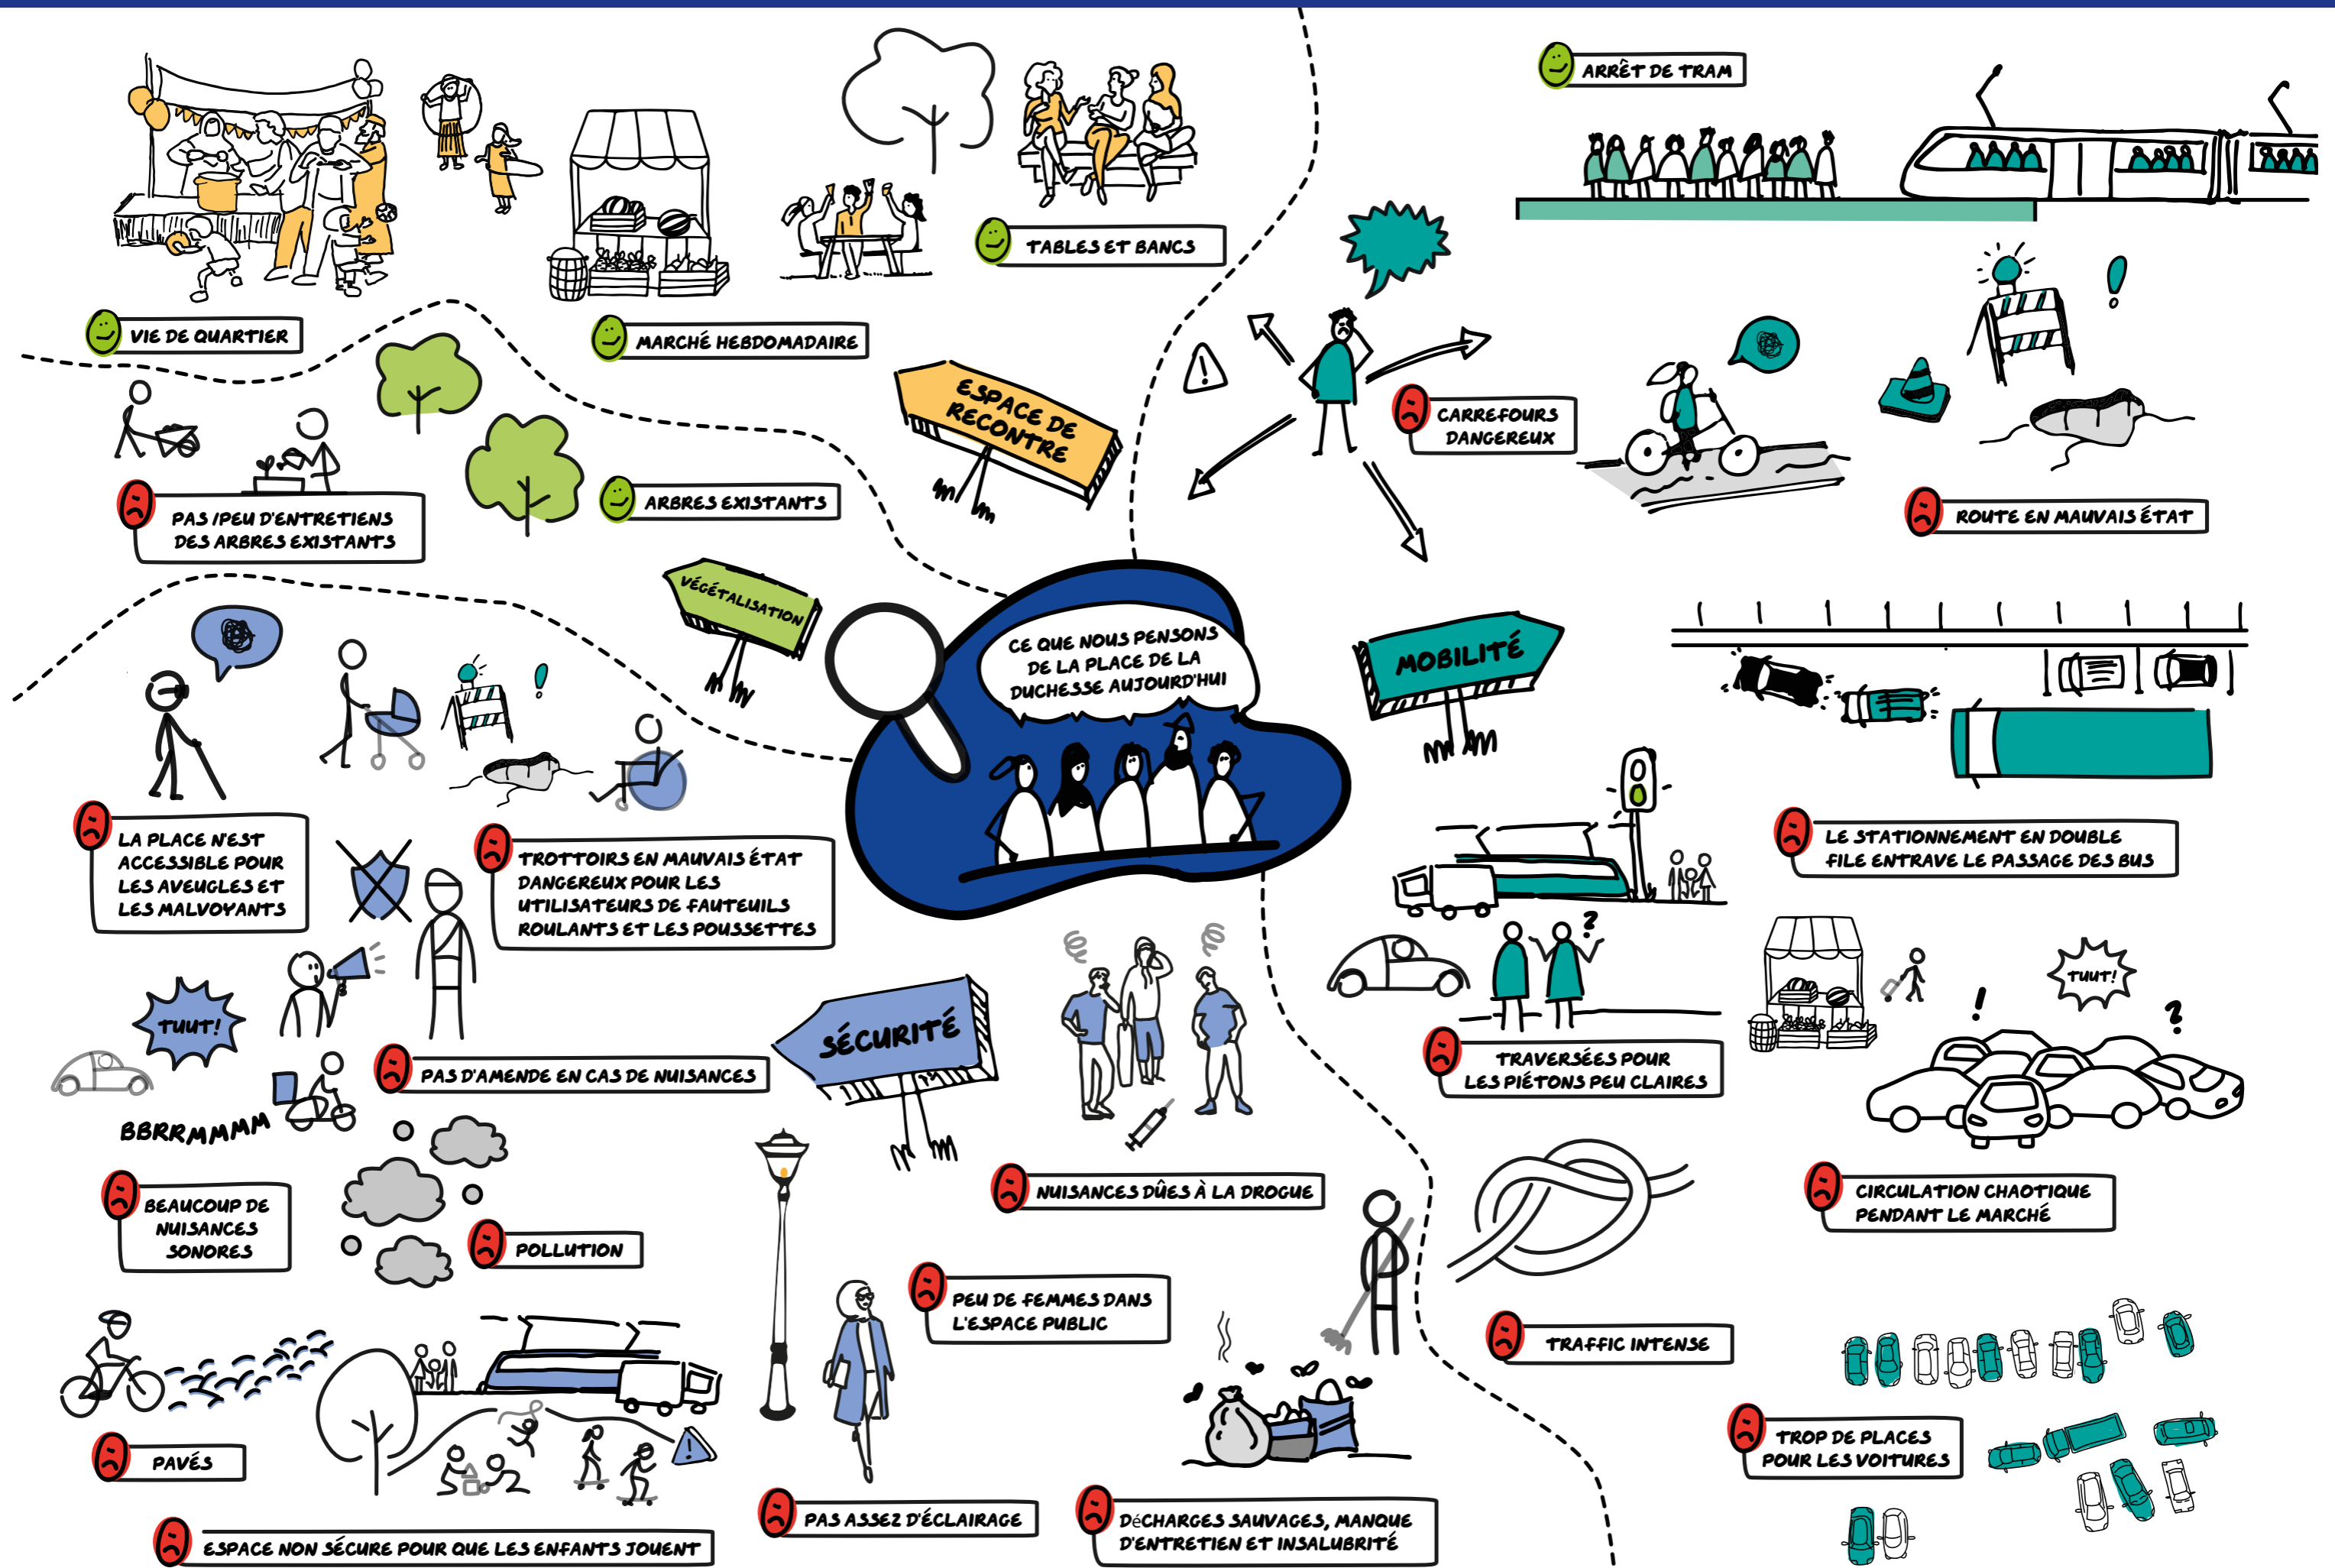 ARRÊT DE TRAM
TABLES ET BANCS
VIE DE QUARTIER
MARCHÉ HEBDOMADAIRE
ESPACE DE
RECONTRE
CARREFOURS
DANGEREUX
ROUTE EN MAUVAIS ÉTAT
PAS / PEU D'ENTRETIENS
DES ARBRES EXISTANTS
ARBRES EXISTANTS
VÉGÉTALISATION
CE QUE NOUS PENSONS
DE LA PLACE DE LA
DUCHESSE AUJOURD'HUI
MOBILITÉ
LA PLACE N'EST
ACCESSIBLE POUR
LES AVEUGLES ET
LES MALVOYANTS
TROTTOIRS EN MAUVAIS ÉTAT
DANGEREUX POUR LES
UTILISATEURS DE FAUTEUILS
ROULANTS ET LES POUSSETTES
LE STATIONNEMENT EN DOUBLE
FILE ENTRAVE LE PASSAGE DES BUS
?
TUUT!
PAS D'AMENDE EN CAS DE NUISANCES
SÉCURITÉ
TRAVERSÉES POUR
LES PIÉTONS PEU CLAIRES
!
TUUT!
?
BBRRMMMM
BEAUCOUP DE
NUISANCES
SONORES
POLLUTION
NUISANCES DÛES À LA DROGUE
CIRCULATION CHAOTIQUE
PENDANT LE MARCHÉ
PEU DE FEMMES DANS
L'ESPACE PUBLIC
TRAFFIC INTENSE
PAVÉS
TROP DE PLACES
POUR LES VOITURES
PAS ASSEZ D'ÉCLAIRAGE
DéCHARGES SAUVAGES, MANQUE
D'ENTRETIEN ET INSALUBRITÉ
ESPACE NON SÉCURE POUR QUE LES ENFANTS JOUENT